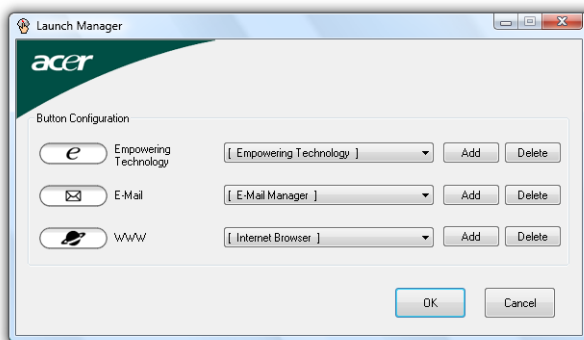 Launch Manager
acer
Button Configuration
e
Empowering
Technology
[ Empowering Technology ]
Add
Delete
E-Mail
[ E-Mail Manager ]
Add
Delete
WWW
[ Internet Browser ]
Add
Delete
OK
Cancel